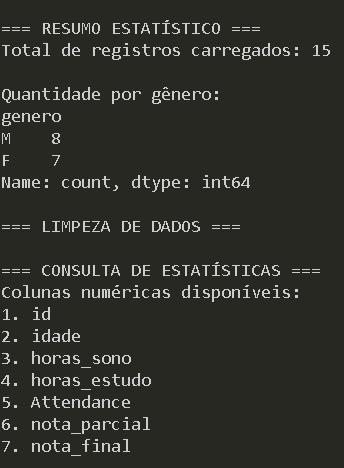 === RESUMO ESTATÍSTICO ===
Total de registros carregados: 15

Quantidade por gênero:
genero
M    8
F    7
Name: count, dtype: int64

=== LIMPEZA DE DADOS ===

=== CONSULTA DE ESTATÍSTICAS ===
Colunas numéricas disponíveis:
1. id
2. idade
3. horas_sono
4. horas_estudo
5. Attendance
6. nota_parcial
7. nota_final